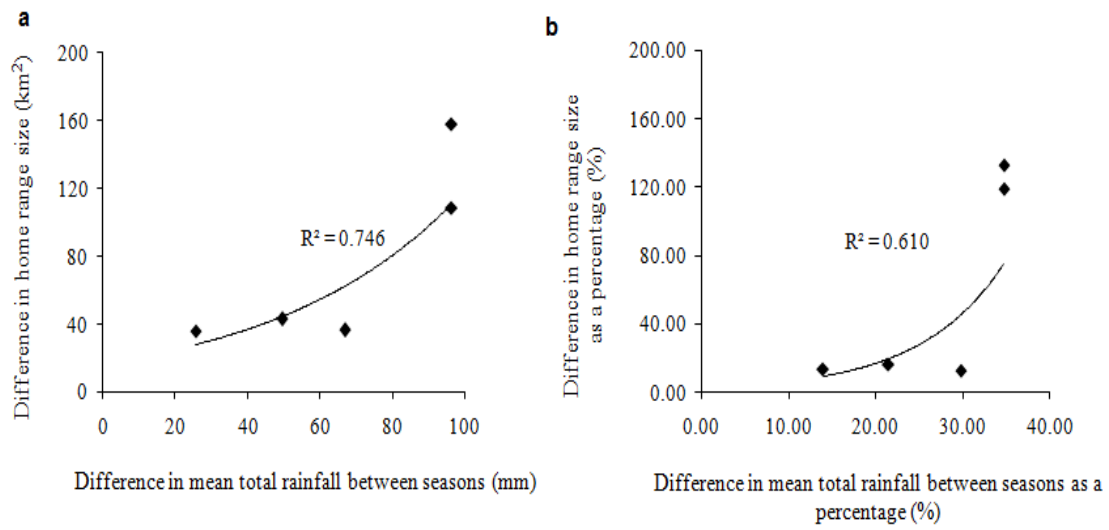 a
Difference in home range size (km²)
200
160
120
80
40
0
R² = 0.746
0 20 40 60 80 100
Difference in mean total rainfall between seasons (mm)
b
Difference in home range size
as a percentage (%)
200.00
160.00
120.00
80.00
40.00
0.00
R² = 0.610
0.00 10.00 20.00 30.00 40.00
Difference in mean total rainfall between seasons as a
percentage (%)